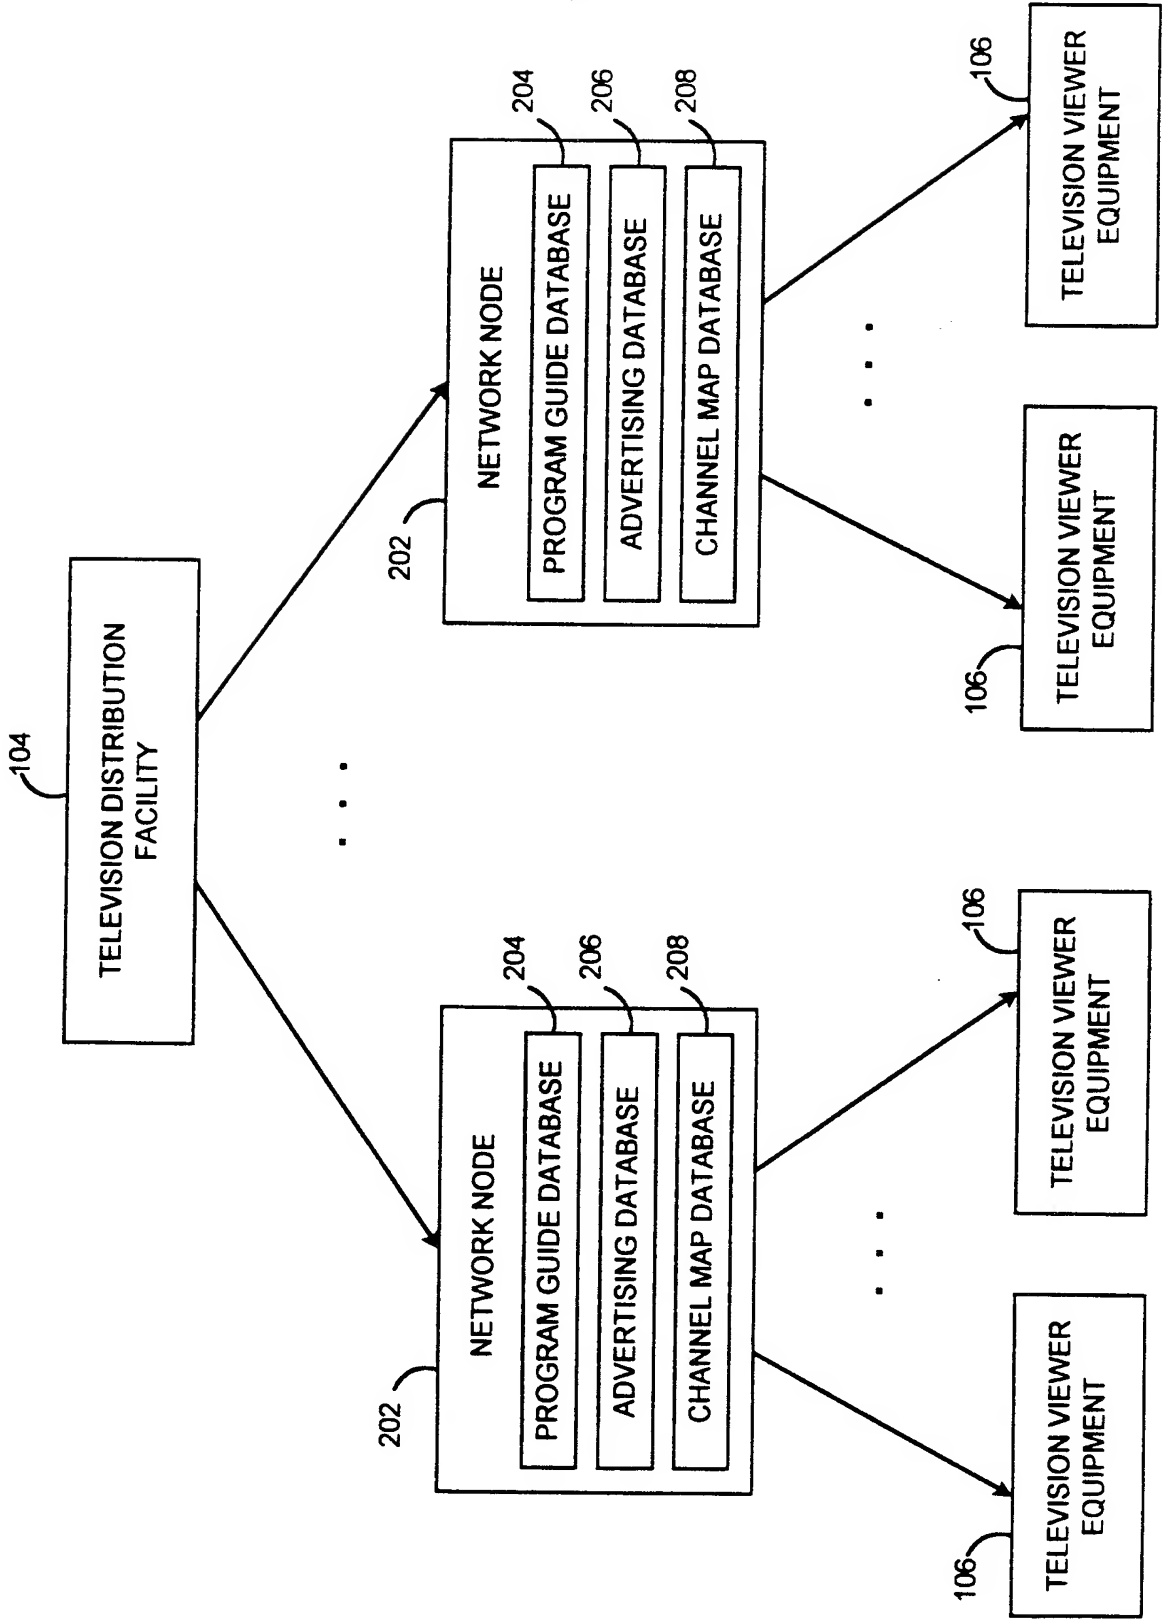 104
TELEVISION DISTRIBUTION
FACILITY
202
NETWORK NODE
PROGRAM GUIDE DATABASE
204
ADVERTISING DATABASE
206
CHANNEL MAP DATABASE
208
202
NETWORK NODE
PROGRAM GUIDE DATABASE
204
ADVERTISING DATABASE
206
CHANNEL MAP DATABASE
208
106
TELEVISION VIEWER
EQUIPMENT
106
TELEVISION VIEWER
EQUIPMENT
106
TELEVISION VIEWER
EQUIPMENT
106
TELEVISION VIEWER
EQUIPMENT